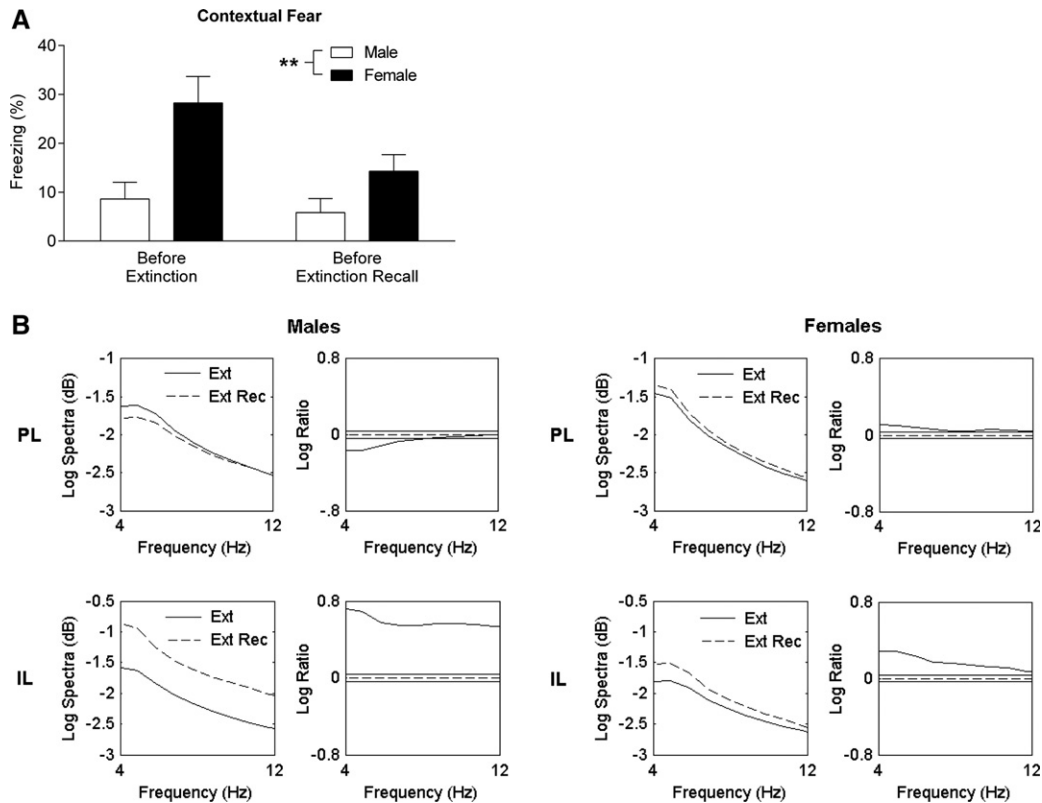 A
Contextual Fear
40
30
20
10
0
Freezing (%)
**
Male
Female
Before
Extinction
Before
Extinction Recall
B
Males
Females
PL
-1
-1.5
-2
-2.5
-3
Log Spectra (dB)
Ext
Ext Rec
4
12
Frequency (Hz)
0.8
0
-.8
Log Ratio
4
12
Frequency (Hz)
PL
-1
-1.5
-2
-2.5
-3
Log Spectra (dB)
Ext
Ext Rec
4
12
Frequency (Hz)
0.8
0
-0.8
Log Ratio
4
12
Frequency (Hz)
IL
-0.5
-1
-1.5
-2
-2.5
-3
Log Spectra (dB)
Ext
Ext Rec
4
12
Frequency (Hz)
0.8
0
-0.8
Log Ratio
4
12
Frequency (Hz)
IL
-0.5
-1
-1.5
-2
-2.5
-3
Log Spectra (dB)
Ext
Ext Rec
4
12
Frequency (Hz)
0.8
0
-0.8
Log Ratio
4
12
Frequency (Hz)